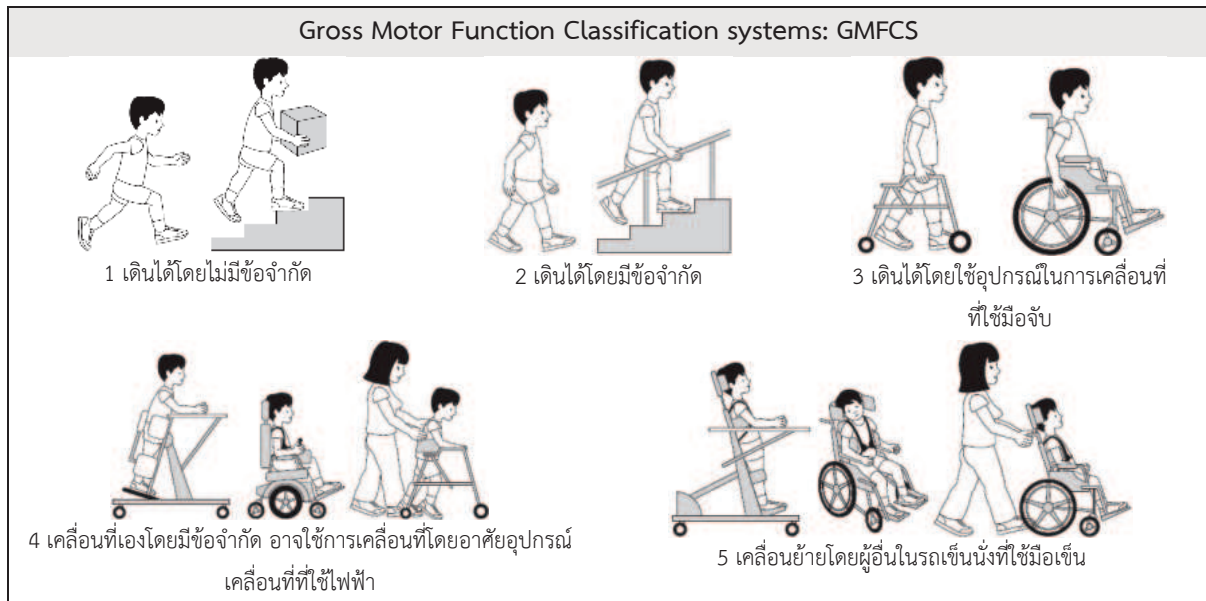 Gross Motor Function Classification systems: GMFCS
1 เดินได้โดยไม่มีข้อจำกัด
2 เดินได้โดยมีข้อจำกัด
3 เดินได้โดยใช้อุปกรณ์ในการเคลื่อนที่
ที่ใช้มือจับ
4 เคลื่อนที่เองโดยมีข้อจำกัด อาจใช้การเคลื่อนที่โดยอาศัยอุปกรณ์
เคลื่อนที่ที่ใช้ไฟฟ้า
5 เคลื่อนย้ายโดยผู้อื่นในรถเข็นนั่งที่ใช้มือเข็น